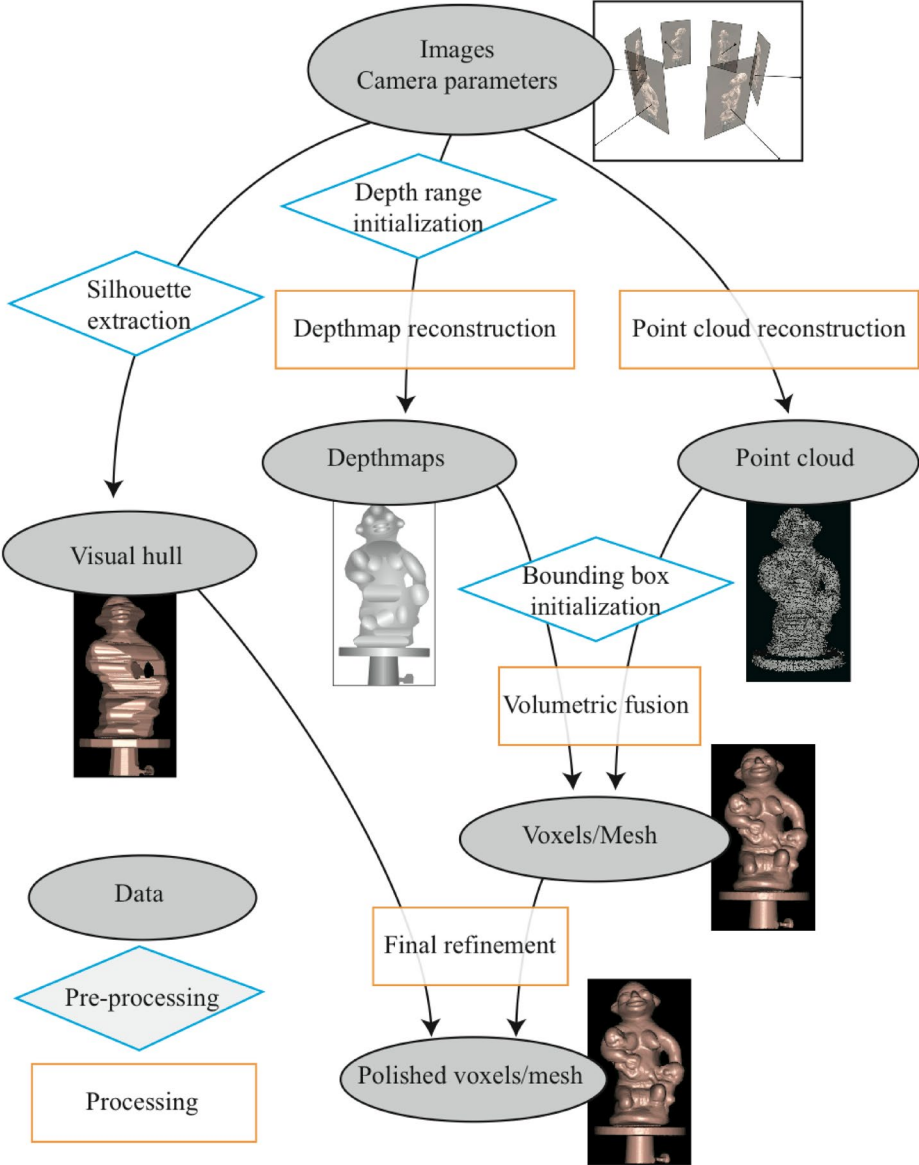 Images
Camera parameters
Depth range
initialization
Silhouette
extraction
Depthmap reconstruction
Point cloud reconstruction
Depthmaps
Point cloud
Visual hull
Bounding box
initialization
Volumetric fusion
Voxels/Mesh
Data
Final refinement
Pre-processing
Polished voxels/mesh
Processing